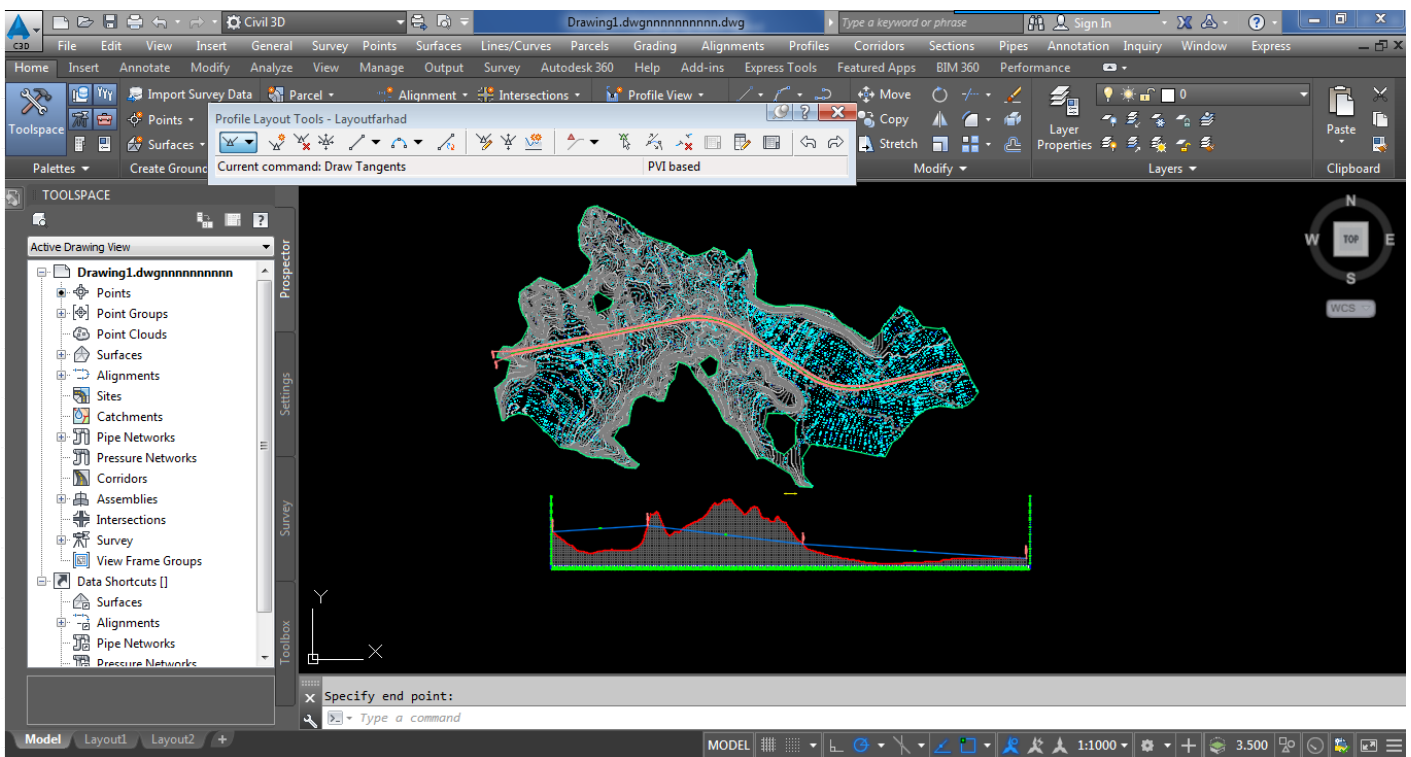 C3D
Civil 3D
Drawing1.dwgnnnnnnnnnn.dwg
Type a keyword or phrase
Sign In
File Edit View Insert General Survey Points Surfaces Lines/Curves Parcels Grading Alignments Profiles Corridors Sections Pipes Annotation Inquiry Window Express
Home Insert Annotate Modify Analyze View Manage Output Survey Autodesk 360 Help Add-ins Express Tools Featured Apps BIM 360 Performance
Toolspace
Import Survey Data
Parcel
Alignment
Intersections
Profile View
Move
0
Points
Copy
Surfaces
Stretch
Layer
Properties
Paste
Palettes
Create Ground
Modify
Layers
Clipboard
Profile Layout Tools - Layoutfarhad
Current command: Draw Tangents
PVI based
TOOLSPACE
Active Drawing View
Drawing1.dwgnnnnnnnnnn
Points
Point Groups
Point Clouds
Surfaces
Alignments
Sites
Catchments
Pipe Networks
Pressure Networks
Corridors
Assemblies
Intersections
Survey
View Frame Groups
Data Shortcuts []
Surfaces
Alignments
Pipe Networks
Pressure Networks
Prospector
Settings
Survey
Toolbox
N
W TOP E
S
WCS
Y
X
Specify end point:
Type a command
Model Layout1 Layout2 +
MODEL
1:1000
3.500